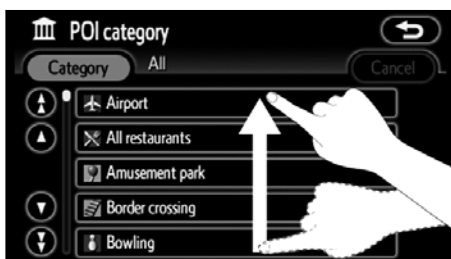 POI category
Category All Cancel
Airport
All restaurants
Amusement park
Border crossing
Bowling